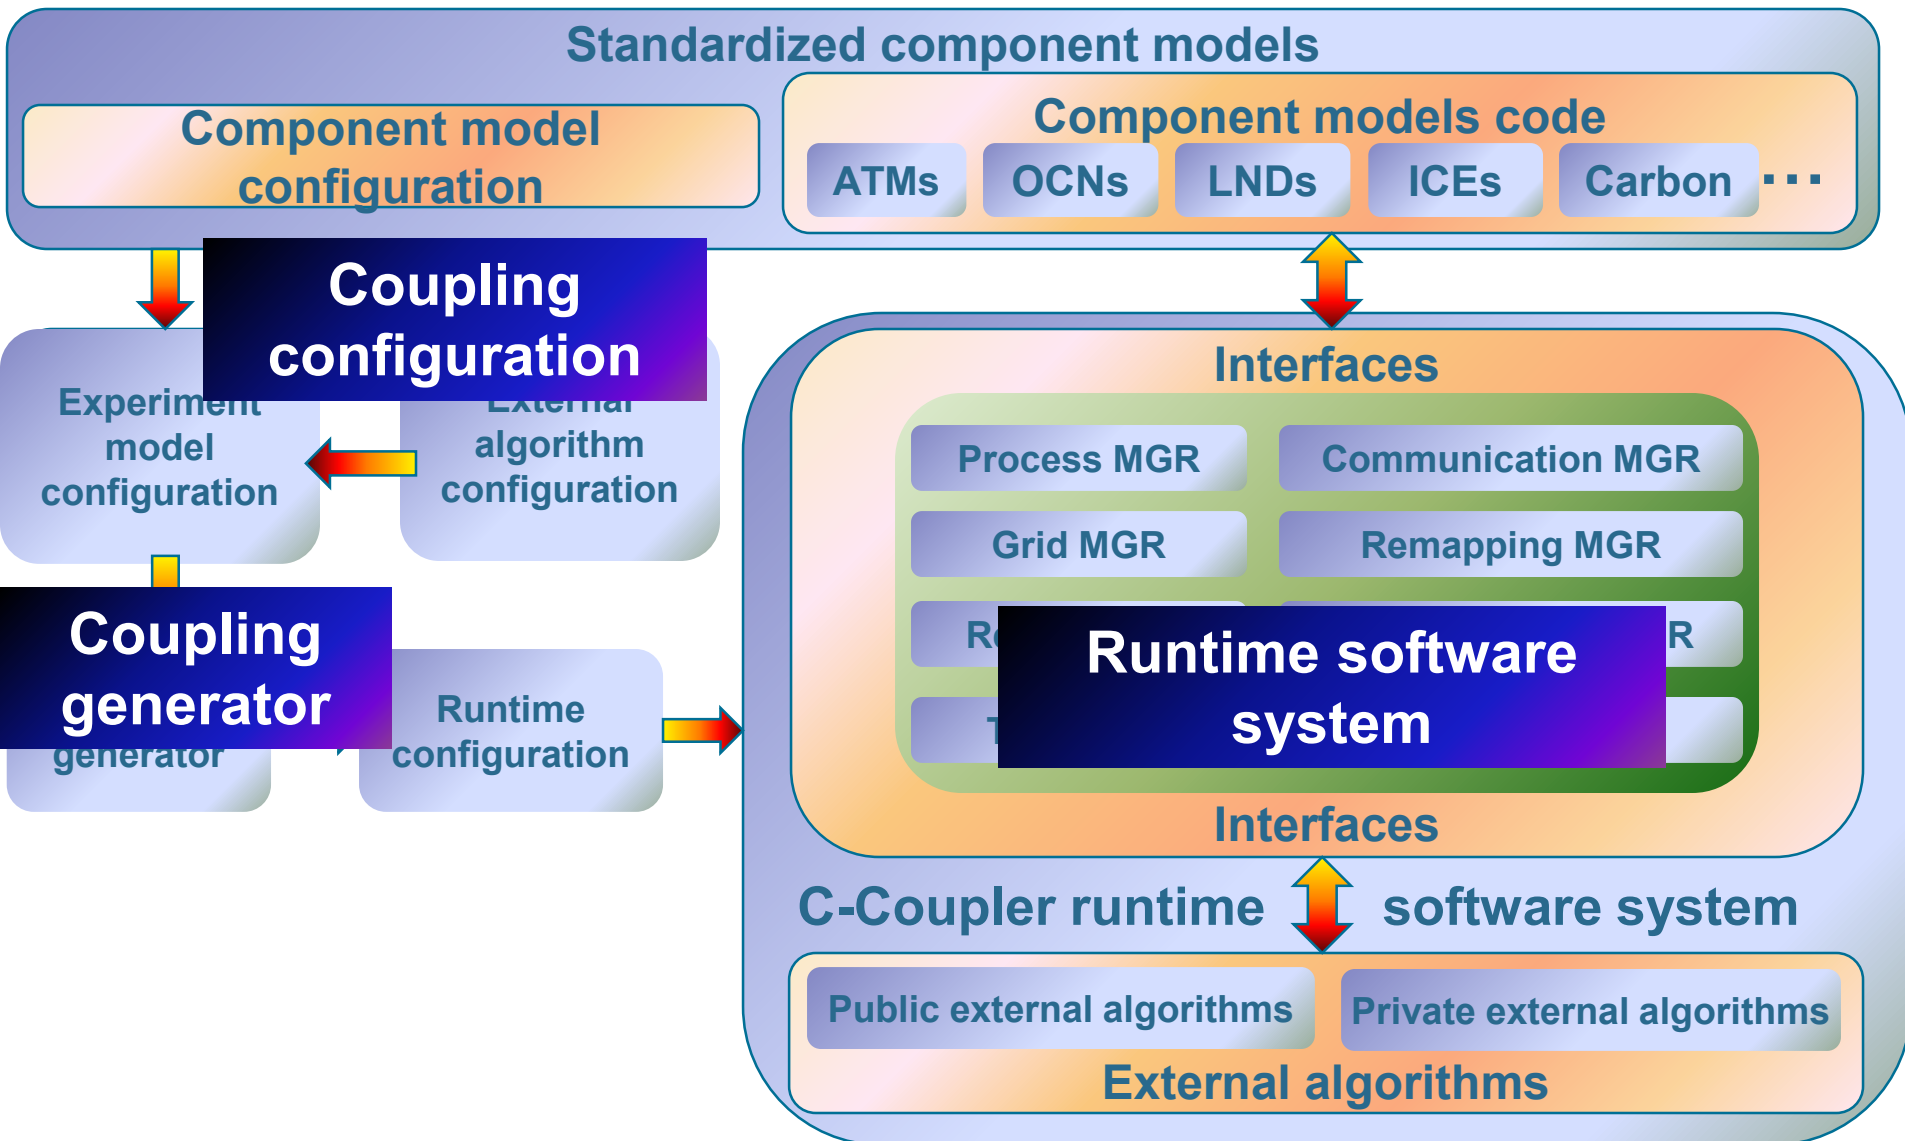 Standardized component models
Component model
configuration
Component models code
ATMs
OCNs
LNDs
ICEs
Carbon
...
Coupling
configuration
Experiment
model
configuration
External
algorithm
configuration
Coupling
generator
generator
Runtime
configuration
Interfaces
Process MGR
Communication MGR
Grid MGR
Remapping MGR
Runtime software
system
Interfaces
C-Coupler runtime software system
Public external algorithms
Private external algorithms
External algorithms